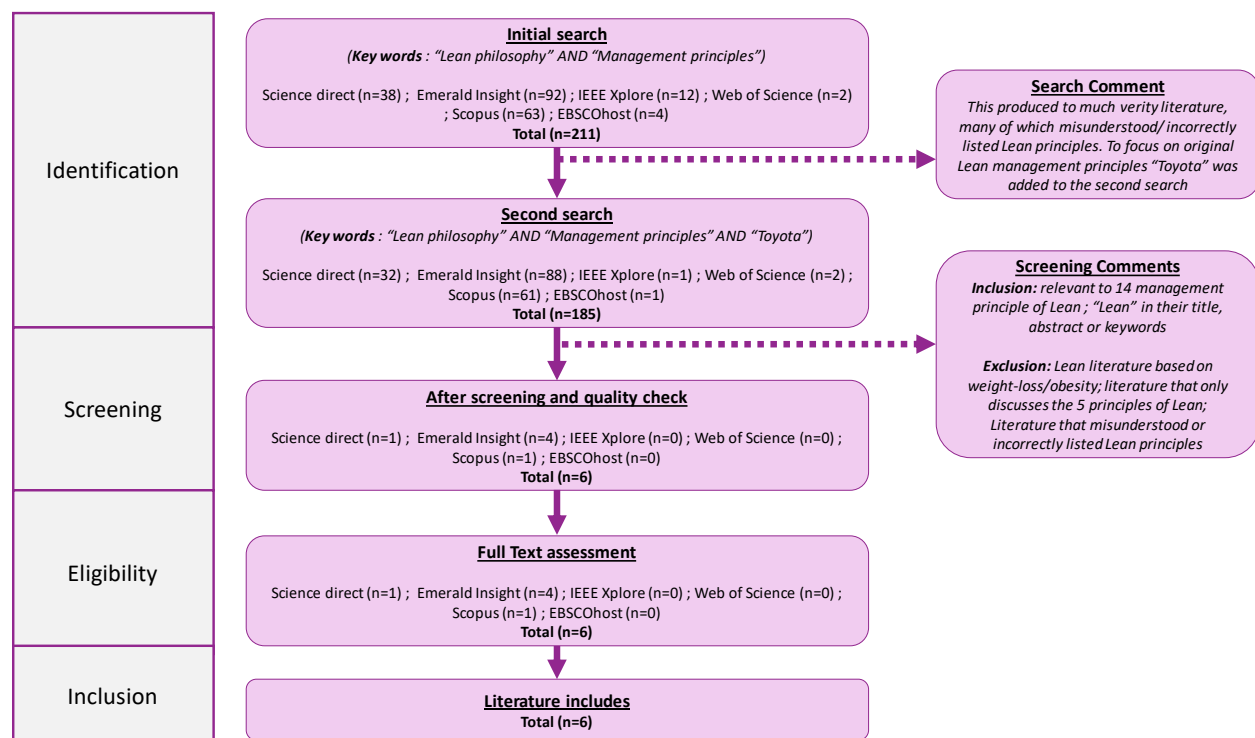 Identification
Initial search
(Key words : “Lean philosophy” AND “Management principles”)
Science direct (n=38) ; Emerald Insight (n=92) ; IEEE Xplore (n=12) ; Web of Science (n=2)
; Scopus (n=63) ; EBSCOhost (n=4)
Total (n=211)
Search Comment
This produced to much verity literature,
many of which misunderstood/ incorrectly
listed Lean principles. To focus on original
Lean management principles “Toyota” was
added to the second search
Second search
(Key words : “Lean philosophy” AND “Management principles” AND “Toyota”)
Science direct (n=32) ; Emerald Insight (n=88) ; IEEE Xplore (n=1) ; Web of Science (n=2) ;
Scopus (n=61) ; EBSCOhost (n=1)
Total (n=185)
Screening Comments
Inclusion: relevant to 14 management
principle of Lean ; “Lean” in their title,
abstract or keywords
Exclusion: Lean literature based on
weight-loss/obesity; literature that only
discusses the 5 principles of Lean;
Literature that misunderstood or
incorrectly listed Lean principles
Screening
After screening and quality check
Science direct (n=1) ; Emerald Insight (n=4) ; IEEE Xplore (n=0) ; Web of Science (n=0) ;
Scopus (n=1) ; EBSCOhost (n=0)
Total (n=6)
Eligibility
Full Text assessment
Science direct (n=1) ; Emerald Insight (n=4) ; IEEE Xplore (n=0) ; Web of Science (n=0) ;
Scopus (n=1) ; EBSCOhost (n=0)
Total (n=6)
Inclusion
Literature includes
Total (n=6)